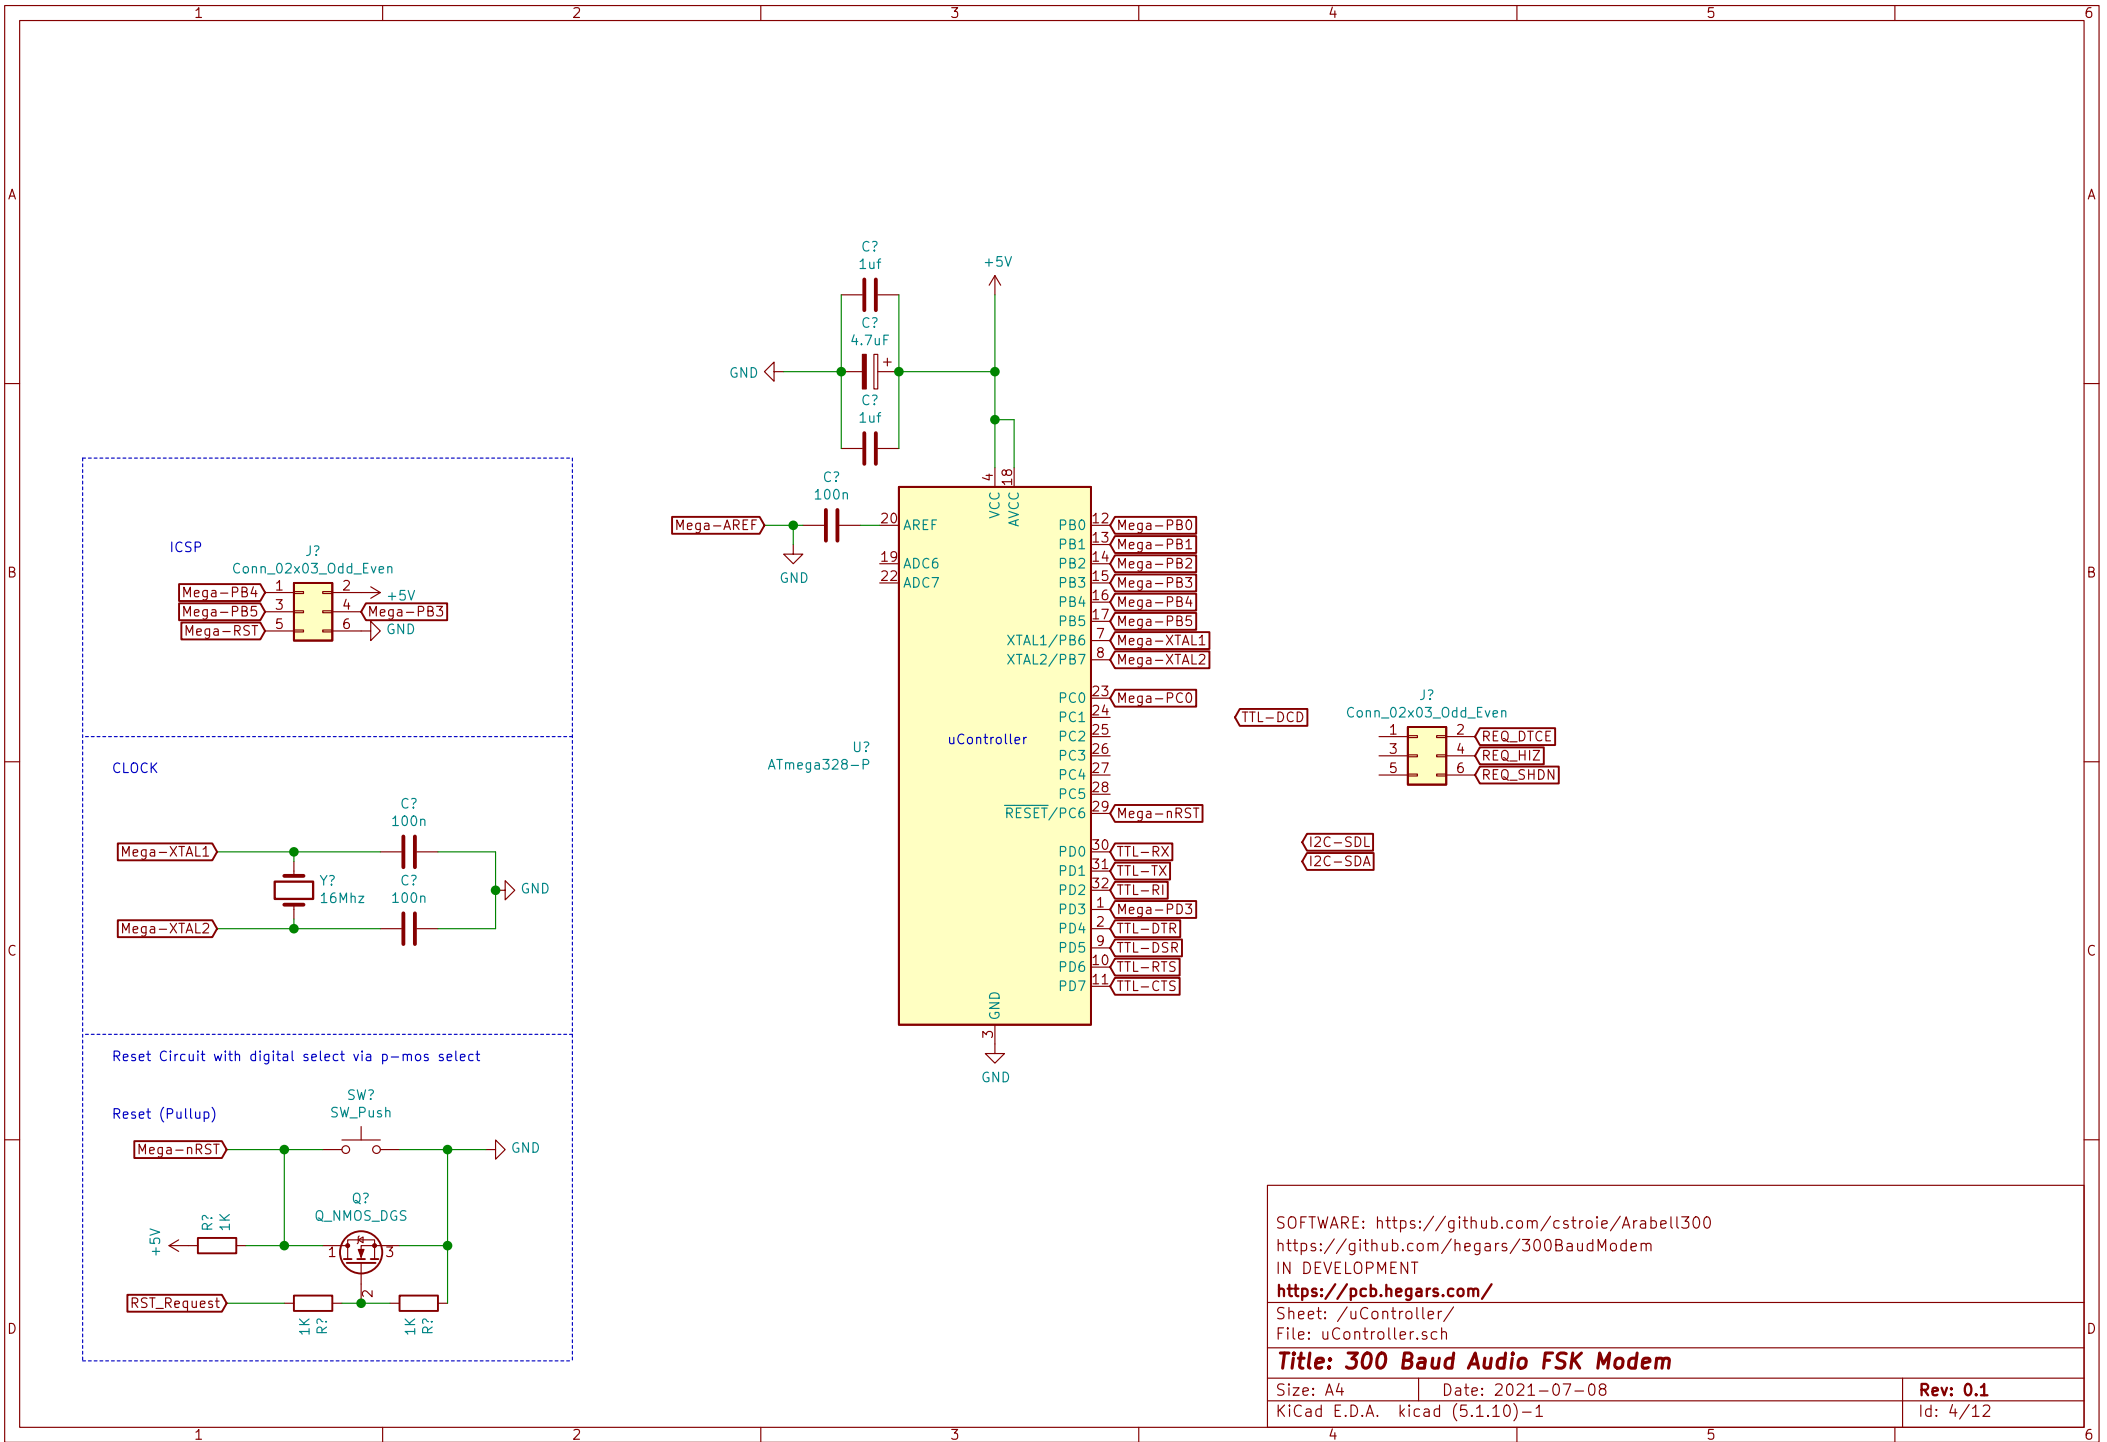 1 2 3 4 5 6
A A
B B
C C
D D
1 2 3 4 5 6
C?
1uf
C?
4.7uF
+
C?
1uf
GND
+5V
C?
100n
Mega-AREF
GND
U?
ATmega328-P
uController
4 VCC
18 AVCC
20 AREF
19 ADC6
22 ADC7
PB0 12 Mega-PB0
PB1 13 Mega-PB1
PB2 14 Mega-PB2
PB3 15 Mega-PB3
PB4 16 Mega-PB4
PB5 17 Mega-PB5
XTAL1/PB6 7 Mega-XTAL1
XTAL2/PB7 8 Mega-XTAL2
PC0 23 Mega-PC0
PC1 24
PC2 25
PC3 26
PC4 27
PC5 28
RESET/PC6 29 Mega-nRST
PD0 30 TTL-RX
PD1 31 TTL-TX
PD2 32 TTL-RI
PD3 1 Mega-PD3
PD4 2 TTL-DTR
PD5 9 TTL-DSR
PD6 10 TTL-RTS
PD7 11 TTL-CTS
GND
3
GND
TTL-DCD
J?
Conn_02x03_Odd_Even
1 2 REQ_DTCE
3 4 REQ_HIZ
5 6 REQ_SHDN
I2C-SDL
I2C-SDA
ICSP
J?
Conn_02x03_Odd_Even
Mega-PB4 1 2 +5V
Mega-PB5 3 4 Mega-PB3
Mega-RST 5 6 GND
CLOCK
C?
100n
Mega-XTAL1
Y?
16Mhz
C?
100n
GND
Mega-XTAL2
Reset Circuit with digital select via p-mos select
Reset (Pullup)
SW?
SW_Push
Mega-nRST
GND
Q?
Q_NMOS_DGS
+5V
R?
1K
1 3
2
RST_Request
1K
R?
1K
R?
SOFTWARE: https://github.com/cstroie/Arabell300
https://github.com/hegars/300BaudModem
IN DEVELOPMENT
https://pcb.hegars.com/
Sheet: /uController/
File: uController.sch
Title: 300 Baud Audio FSK Modem
Size: A4 Date: 2021-07-08 Rev: 0.1
KiCad E.D.A. kicad (5.1.10)-1 Id: 4/12